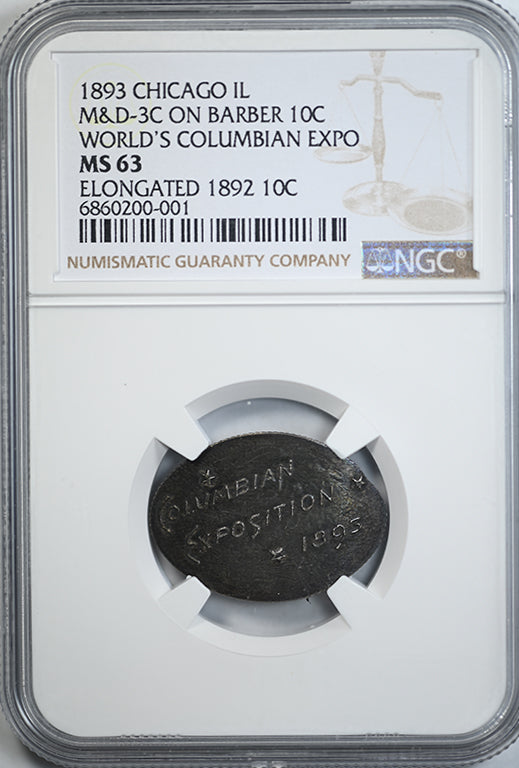 1893 CHICAGO IL
M&D-3C ON BARBER 10C
WORLD'S COLUMBIAN EXPO
MS 63
ELONGATED 1892 10C
6860200-001
NUMISMATIC GUARANTY COMPANY
NGC®
COLUMBIAN
EXPOSITION
1893